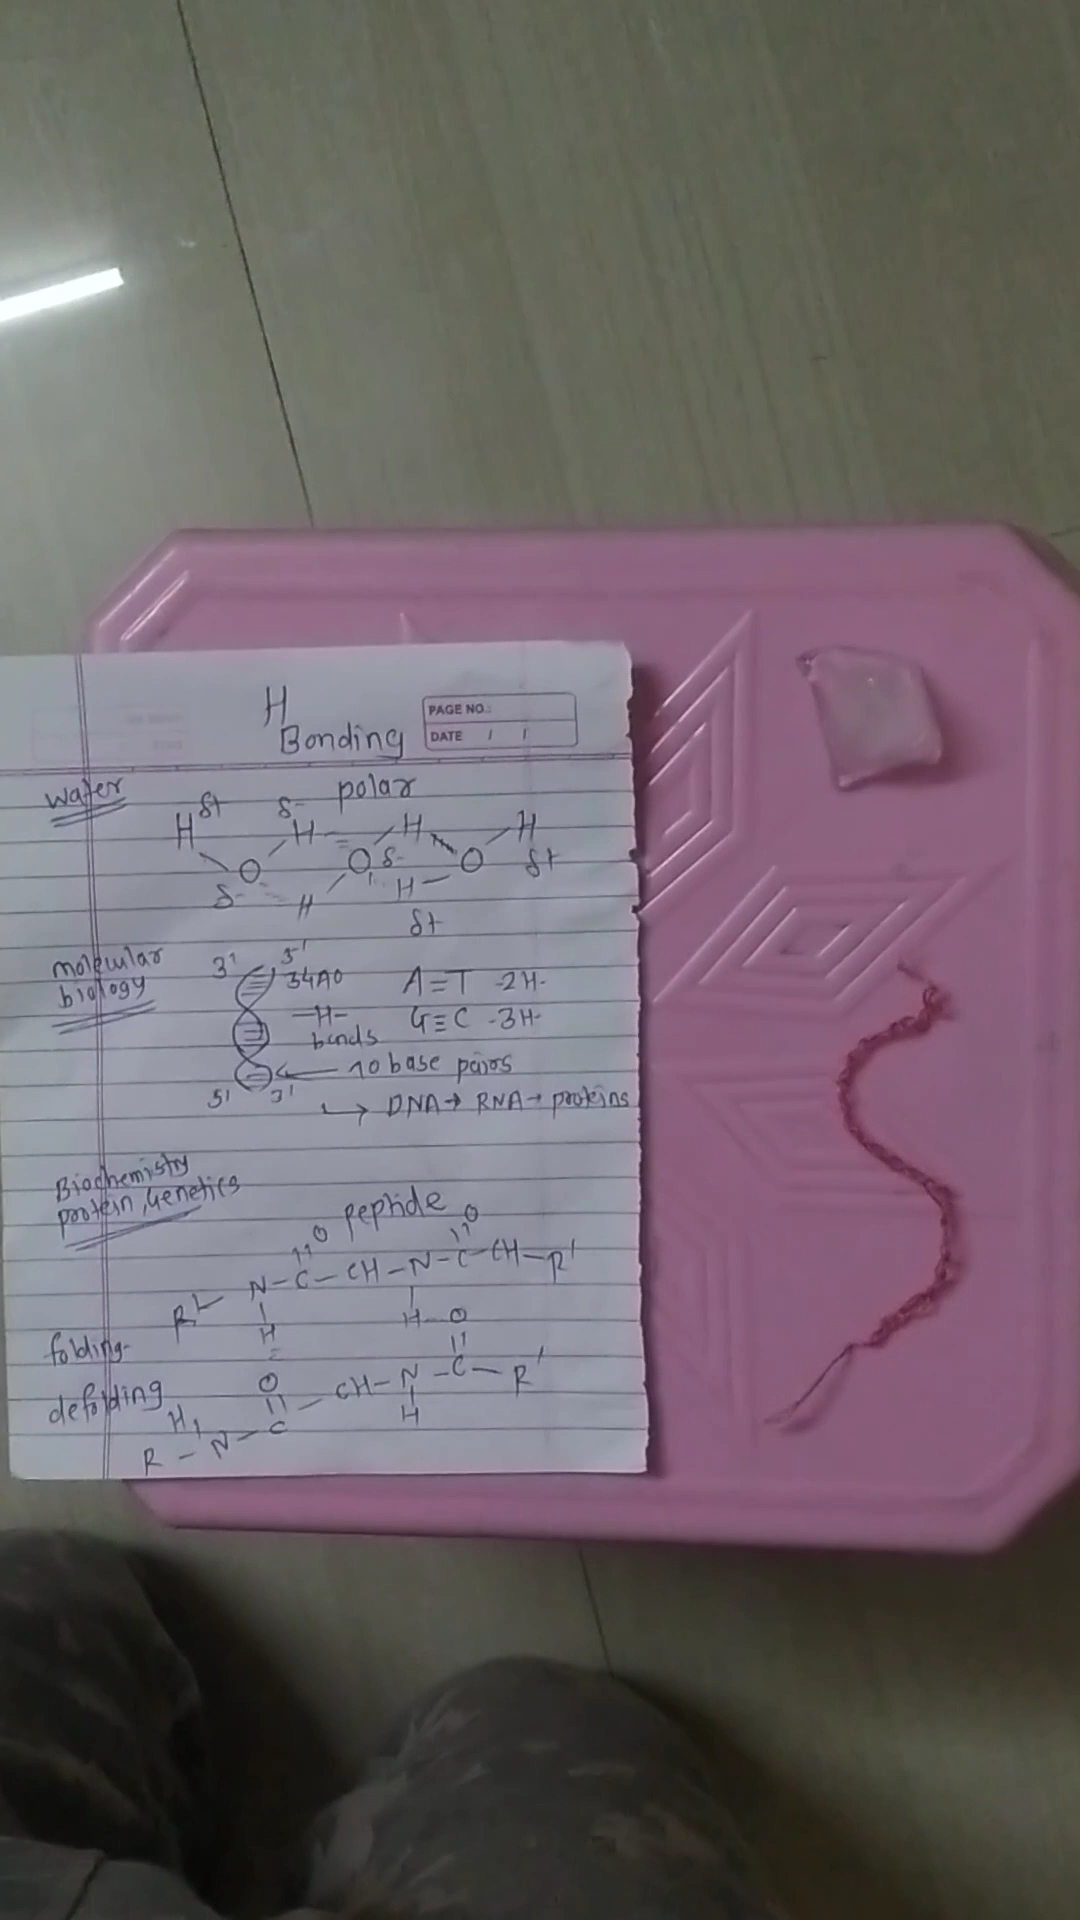 H
Bonding
PAGE NO.:
DATE / /
water
polar
H δ+ δ- H H H
O O δ- O δ+
δ- H H
δ+
molecular
biology
3' 5'
34A0 A=T -2H-
-H- G≡C -3H-
bonds
10 base pairs
5' 3'
→ DNA→ RNA→ proteins
Biochemistry
protein, Genetics
peptide
O O
R' N-C-CH-N-C-CH-R'
H H O
folding-
defolding
O CH-N-C-R'
H H
R-N-C